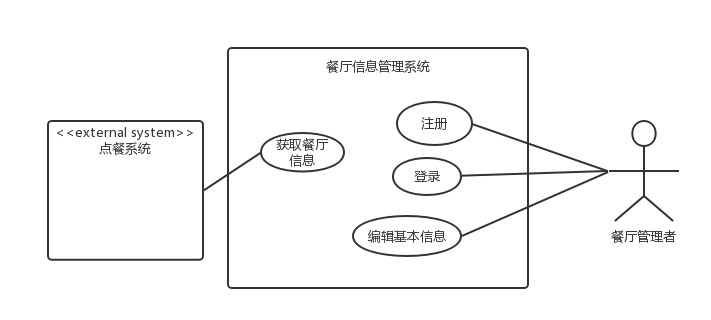 餐厅信息管理系统
<<external system>>
点餐系统
获取餐厅
信息
注册
登录
编辑基本信息
餐厅管理者